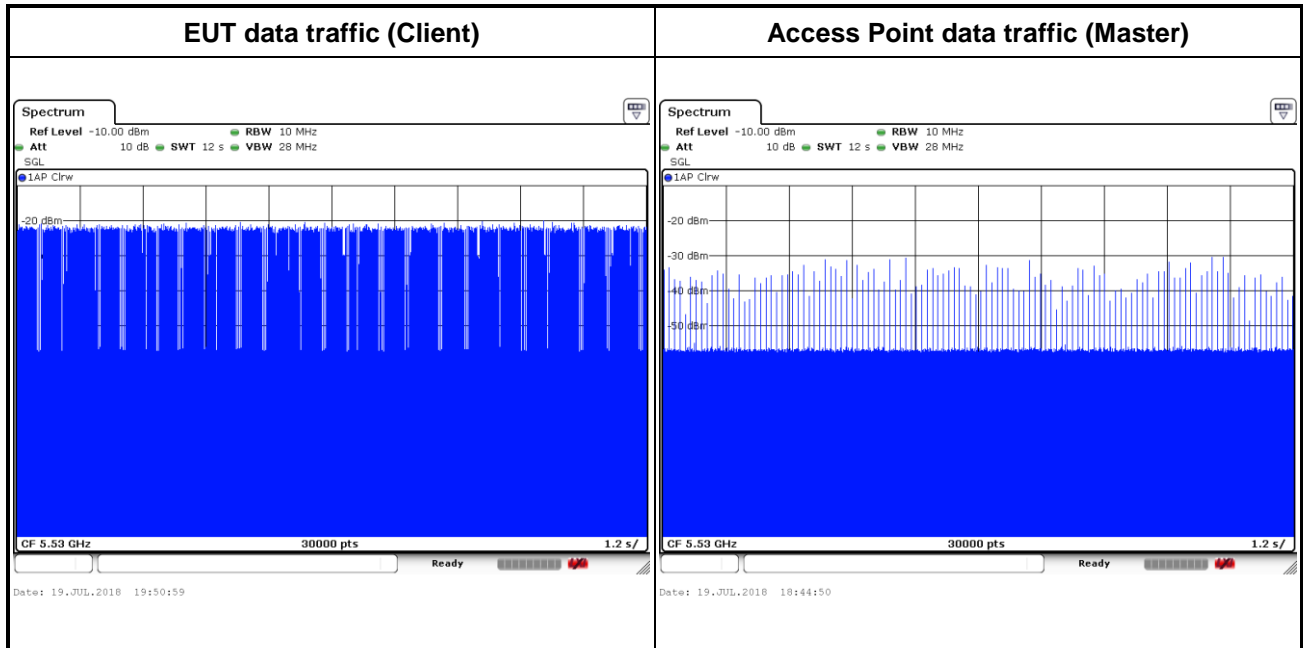 EUT data traffic (Client)
Access Point data traffic (Master)
Spectrum
Ref Level -10.00 dBm RBW 10 MHz
Att 10 dB SWT 12 s VBW 28 MHz
SGL
1AP Clrw
-20 dBm
CF 5.53 GHz 30000 pts 1.2 s/
Ready
Date: 19.JUL.2018 19:50:59
Spectrum
Ref Level -10.00 dBm RBW 10 MHz
Att 10 dB SWT 12 s VBW 28 MHz
SGL
1AP Clrw
-20 dBm
-30 dBm
-40 dBm
-50 dBm
CF 5.53 GHz 30000 pts 1.2 s/
Ready
Date: 19.JUL.2018 18:44:50